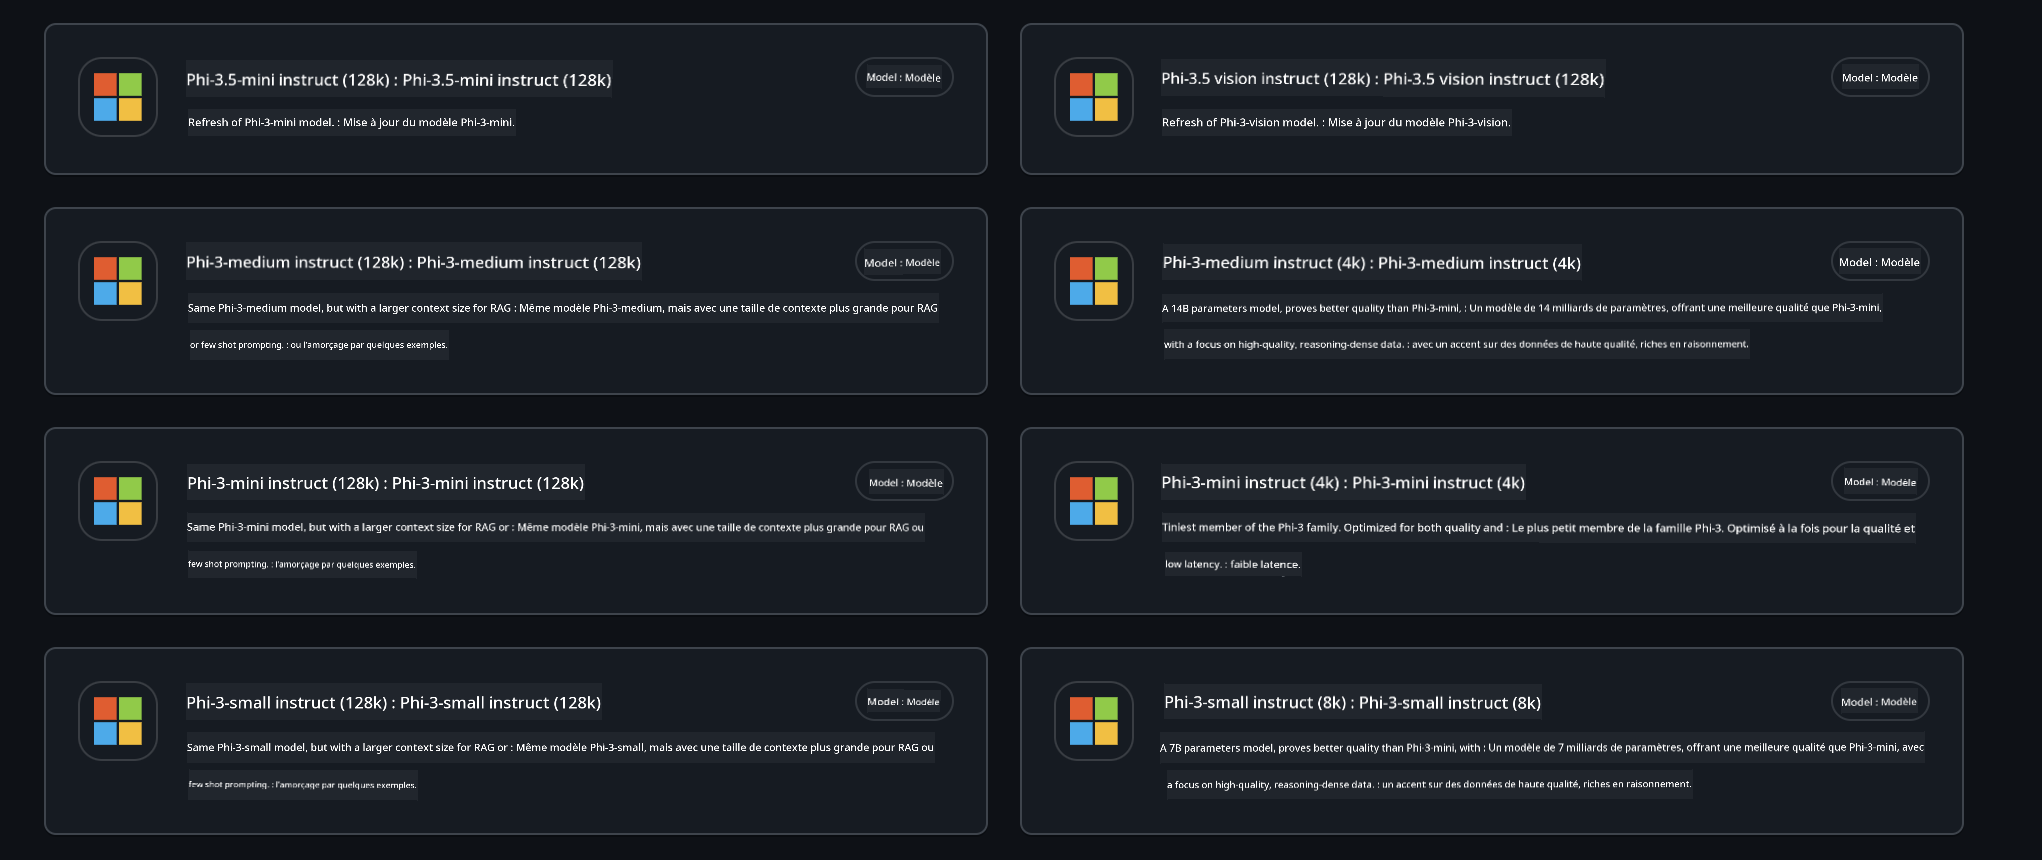 Phi-3.5-mini instruct (128k) : Phi-3.5-mini instruct (128k)
Model : Modèle
Refresh of Phi-3-mini model. : Mise à jour du modèle Phi-3-mini.
Phi-3.5 vision instruct (128k) : Phi-3.5 vision instruct (128k)
Model : Modèle
Refresh of Phi-3-vision model. : Mise à jour du modèle Phi-3-vision.
Phi-3-medium instruct (128k) : Phi-3-medium instruct (128k)
Model : Modèle
Same Phi-3-medium model, but with a larger context size for RAG : Même modèle Phi-3-medium, mais avec une taille de contexte plus grande pour RAG
or few shot prompting. : ou l'amorçage par quelques exemples.
Phi-3-medium instruct (4k) : Phi-3-medium instruct (4k)
Model : Modèle
A 14B parameters model, proves better quality than Phi-3-mini, : Un modèle de 14 milliards de paramètres, offrant une meilleure qualité que Phi-3-mini,
with a focus on high-quality, reasoning-dense data. : avec un accent sur des données de haute qualité, riches en raisonnement.
Phi-3-mini instruct (128k) : Phi-3-mini instruct (128k)
Model : Modèle
Same Phi-3-mini model, but with a larger context size for RAG or : Même modèle Phi-3-mini, mais avec une taille de contexte plus grande pour RAG ou
few shot prompting. : l'amorçage par quelques exemples.
Phi-3-mini instruct (4k) : Phi-3-mini instruct (4k)
Model : Modèle
Tiniest member of the Phi-3 family. Optimized for both quality and : Le plus petit membre de la famille Phi-3. Optimisé à la fois pour la qualité et
low latency. : faible latence.
Phi-3-small instruct (128k) : Phi-3-small instruct (128k)
Model : Modèle
Same Phi-3-small model, but with a larger context size for RAG or : Même modèle Phi-3-small, mais avec une taille de contexte plus grande pour RAG ou
few shot prompting. : l'amorçage par quelques exemples.
Phi-3-small instruct (8k) : Phi-3-small instruct (8k)
Model : Modèle
A 7B parameters model, proves better quality than Phi-3-mini, with : Un modèle de 7 milliards de paramètres, offrant une meilleure qualité que Phi-3-mini, avec
a focus on high-quality, reasoning-dense data. : un accent sur des données de haute qualité, riches en raisonnement.